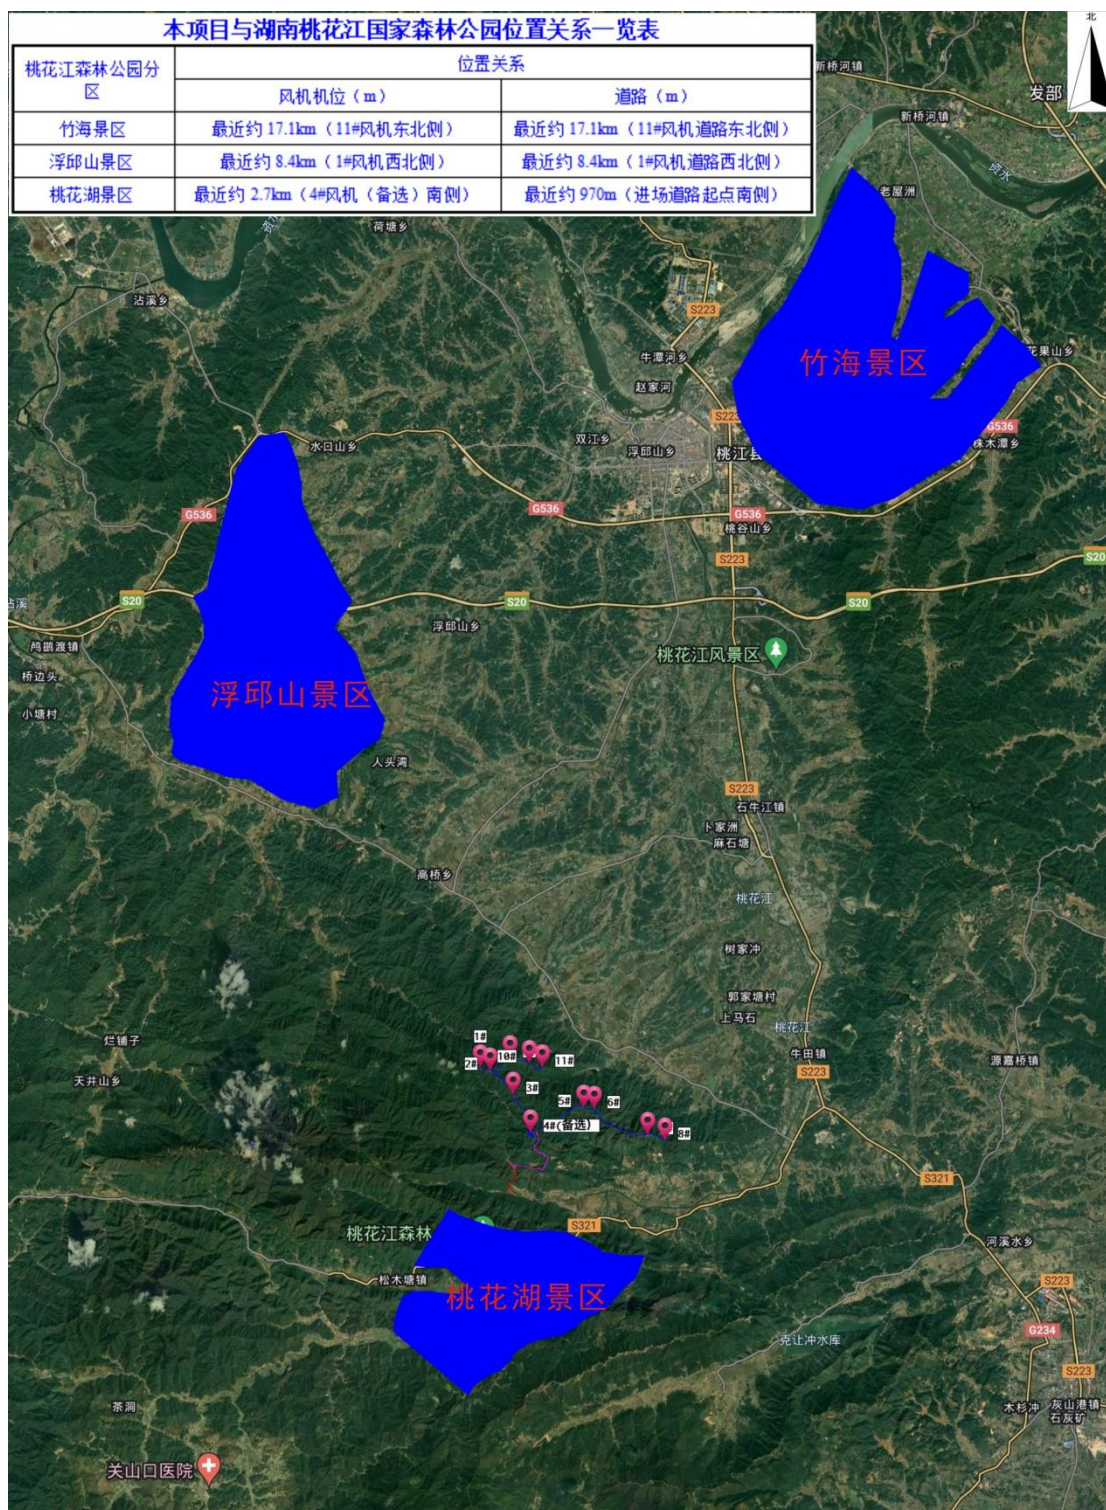 本项目与湖南桃花江国家森林公园位置关系一览表
桃花江森林公园分区
位置关系
风机机位（m）
道路（m）
竹海景区
最近约 17.1km（11#风机东北侧）
最近约 17.1km（11#风机道路东北侧）
浮邱山景区
最近约 8.4km（1#风机西北侧）
最近约 8.4km（1#风机道路西北侧）
桃花湖景区
最近约 2.7km（4#风机（备选）南侧）
最近约 970m（进场道路起点南侧）
北
新桥河镇
发部
新桥河镇
资水
老屋洲
荷塘乡
资水
沾溪乡
S223
牛潭河乡
竹海景区
花果山乡
赵家河
S223
G536
双江乡
水口山乡
浮邱山乡
桃江县
株木潭乡
G536
G536
G536
桃谷山乡
S223
S20
沾溪
S20
S20
S20
浮邱山乡
鸬鹚渡镇
桃花江风景区
桥边头
浮邱山景区
小塘村
人头湾
S223
石牛江镇
卜家洲
麻石塘
高桥乡
桃花江
树家冲
郭家塘村
上马石
桃花江
烂铺子
1#
2#
10#
11#
牛田镇
源嘉桥镇
S223
天井山乡
3#
5#
6#
4#(备选)
8#
S321
桃花江森林
S321
河溪水乡
松木塘镇
桃花湖景区
S223
G234
克让冲水库
S223
茶洞
木杉冲
灰山港镇
石灰矿
关山口医院